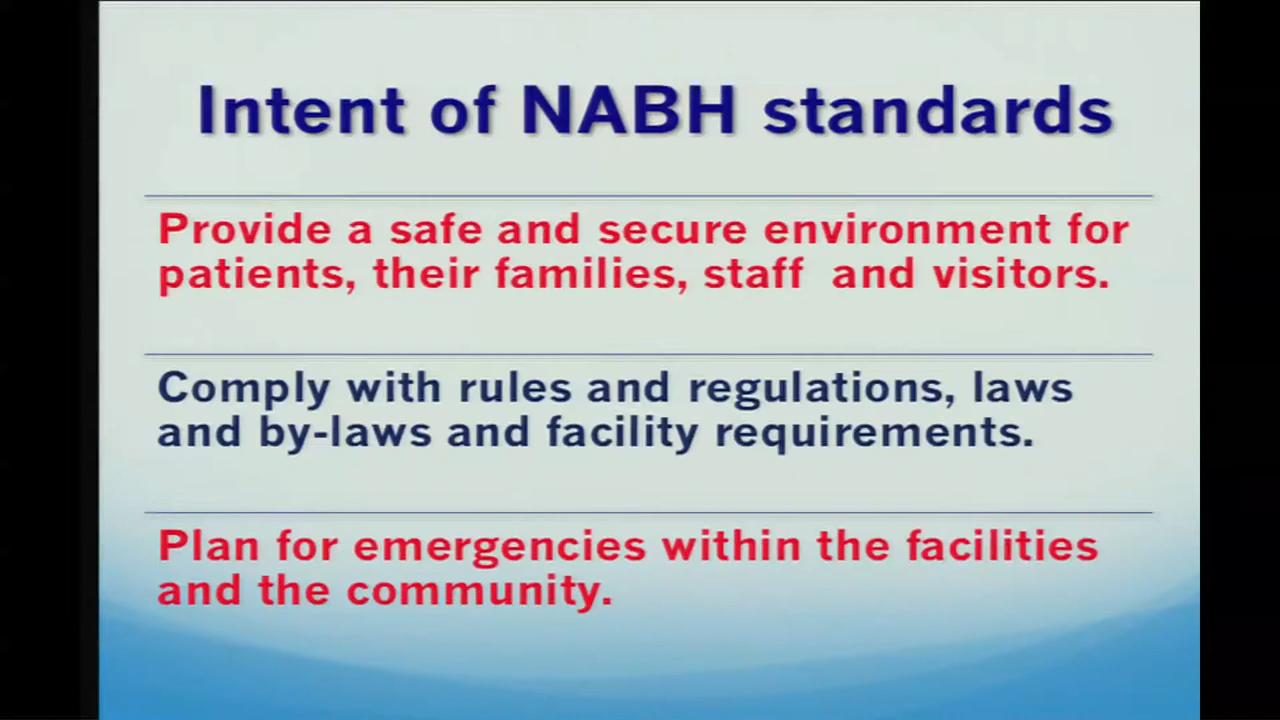 Intent of NABH standards
Provide a safe and secure environment for
patients, their families, staff and visitors.
Comply with rules and regulations, laws
and by-laws and facility requirements.
Plan for emergencies within the facilities
and the community.